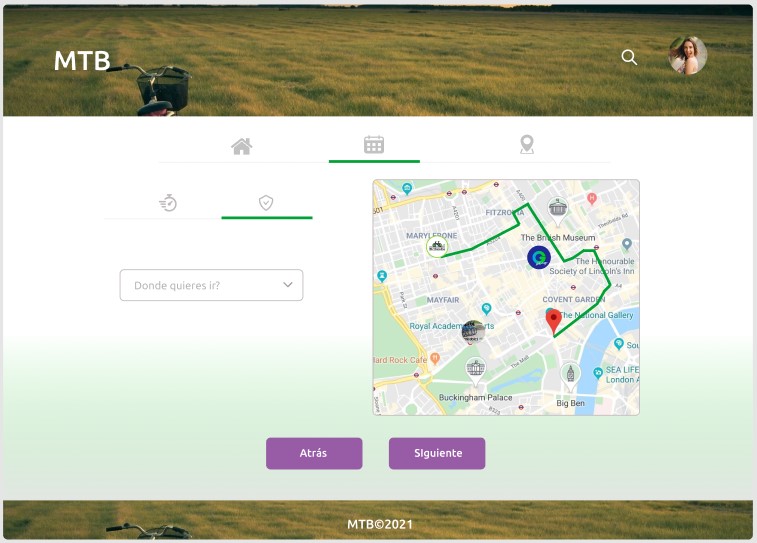 MTB
FITZROVIA
MARYLEBONE
The British Museum
The Honourable
Society of Lincoln's Inn
MAYFAIR
COVENT GARDEN
The National Gallery
Royal Academy of Arts
Hard Rock Cafe
The Mall
SEA LIFE
London A
Buckingham Palace
Big Ben
Donde quieres ir?
Atrás
SIguiente
MTB©2021